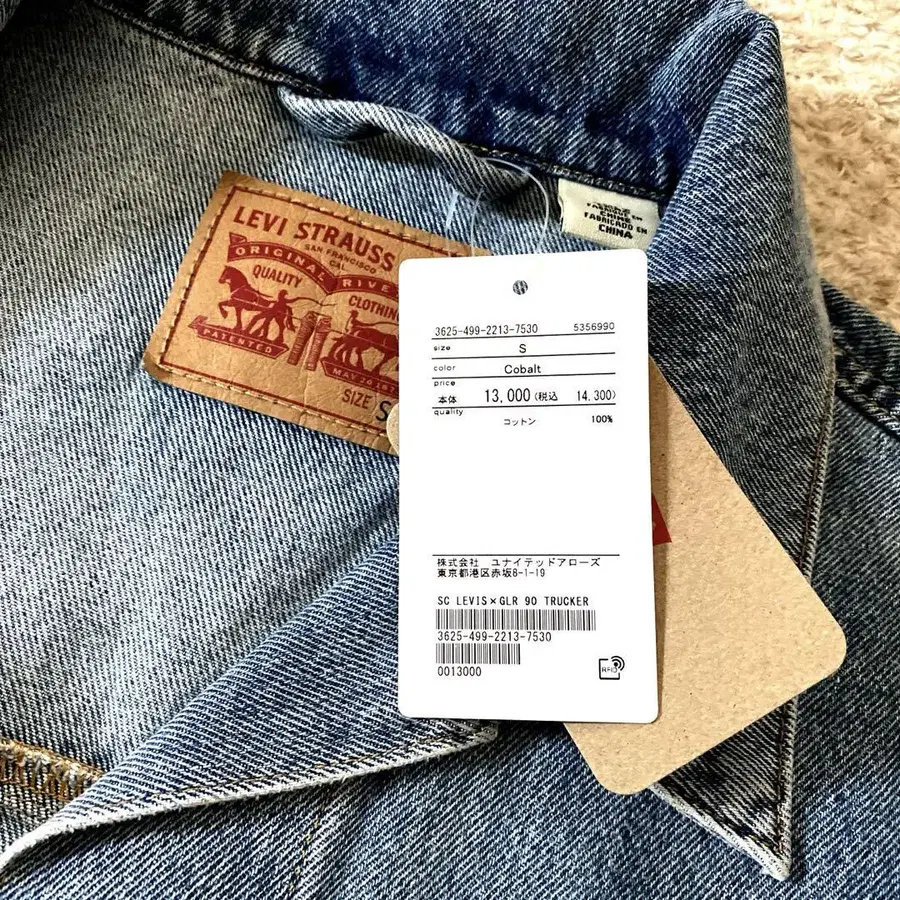 LEVI STRAUSS
SAN FRANCISCO
CAL
ORIGINAL
QUALITY
CLOTHING
PATENTED
SIZE S
CHINE
FABRICADO EN
CHINA
3625-499-2213-7530 5356990
size S
color Cobalt
price
本体 13,000 (税込 14,300)
quality
コットン 100%
株式会社 ユナイテッドアローズ
東京都港区赤坂8-1-19
SC LEVIS×GLR 90 TRUCKER
3625-499-2213-7530
0013000
RFID